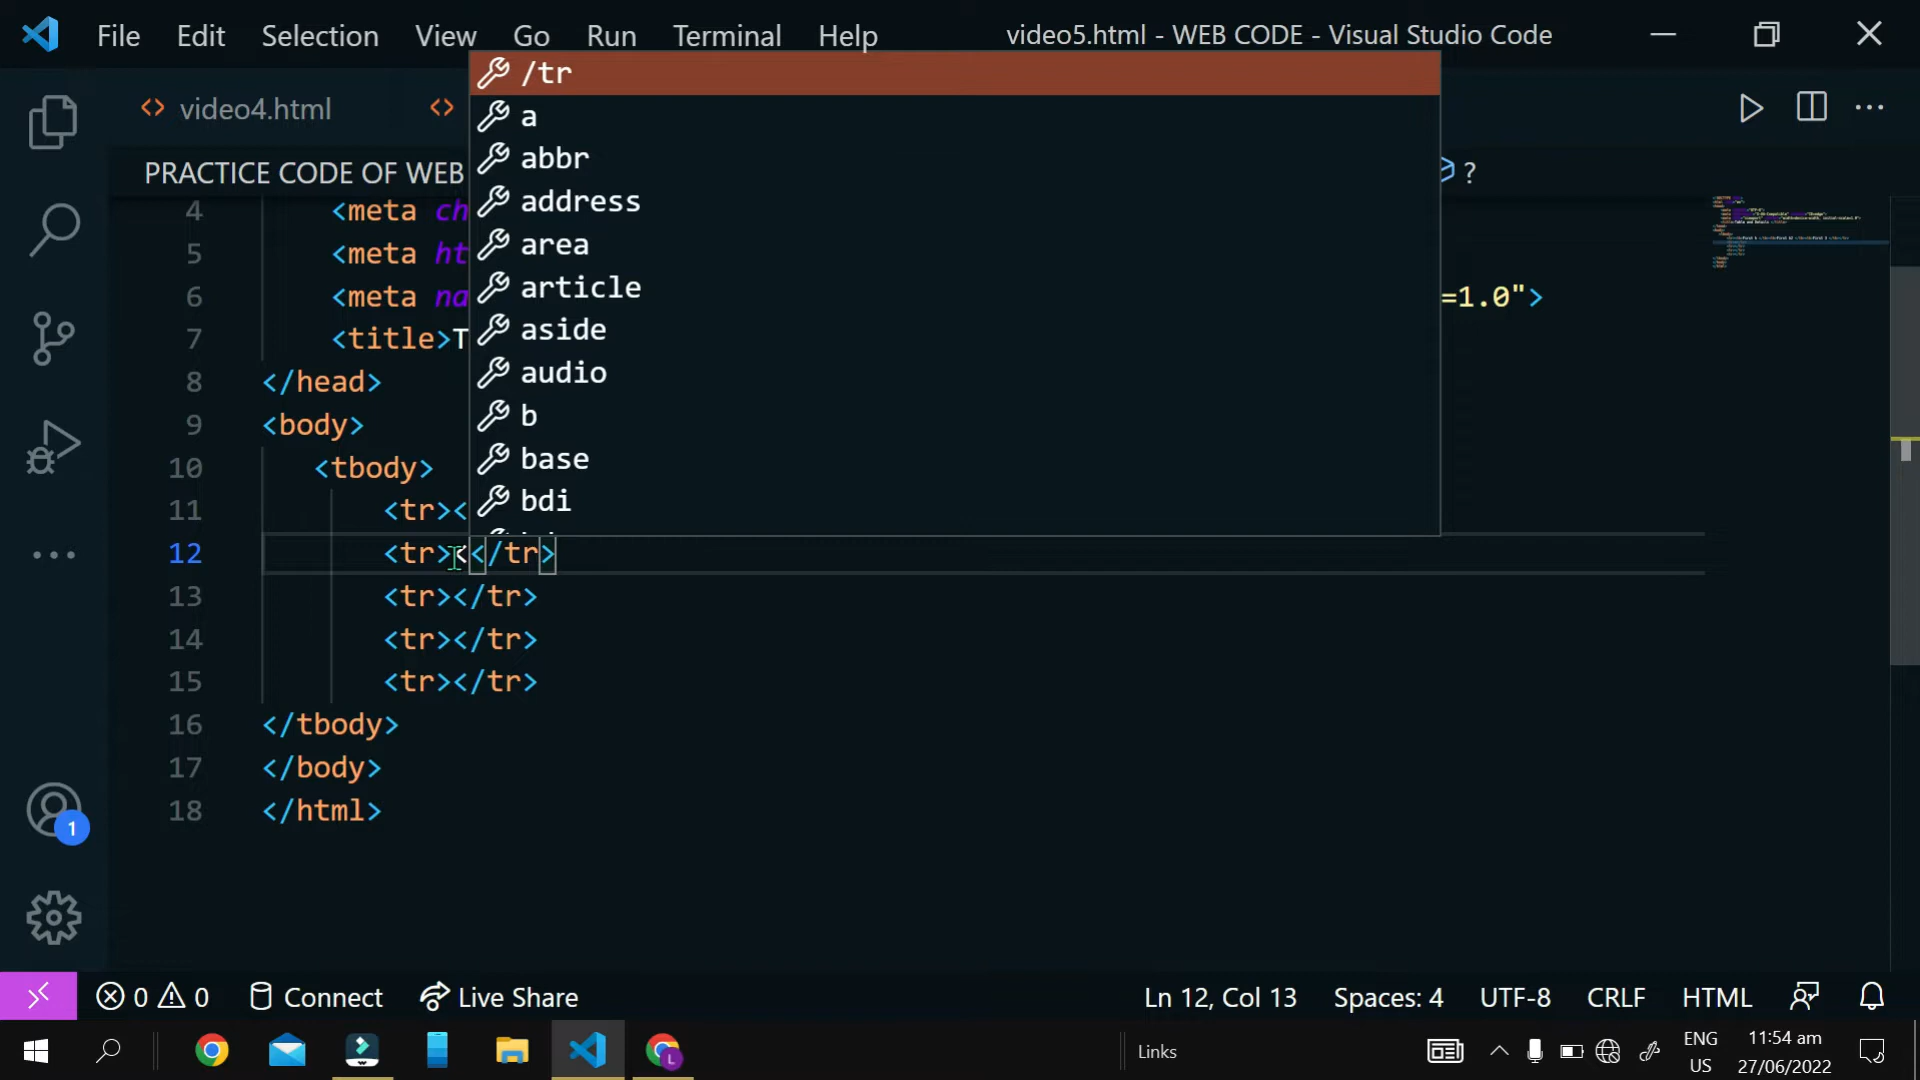 File Edit Selection View Go Run Terminal Help video5.html - WEB CODE - Visual Studio Code
video4.html
PRACTICE CODE OF WEB ?
/tr
a
abbr
address
area
article
aside
audio
b
base
bdi
4 <meta ch
5 <meta ht
6 <meta na =1.0">
7 <title>T
8 </head>
9 <body>
10 <tbody>
11 <tr><
12 <tr><</tr>
13 <tr></tr>
14 <tr></tr>
15 <tr></tr>
16 </tbody>
17 </body>
18 </html>
1
0 0 Connect Live Share Ln 12, Col 13 Spaces: 4 UTF-8 CRLF HTML
L Links ENG US 11:54 am 27/06/2022